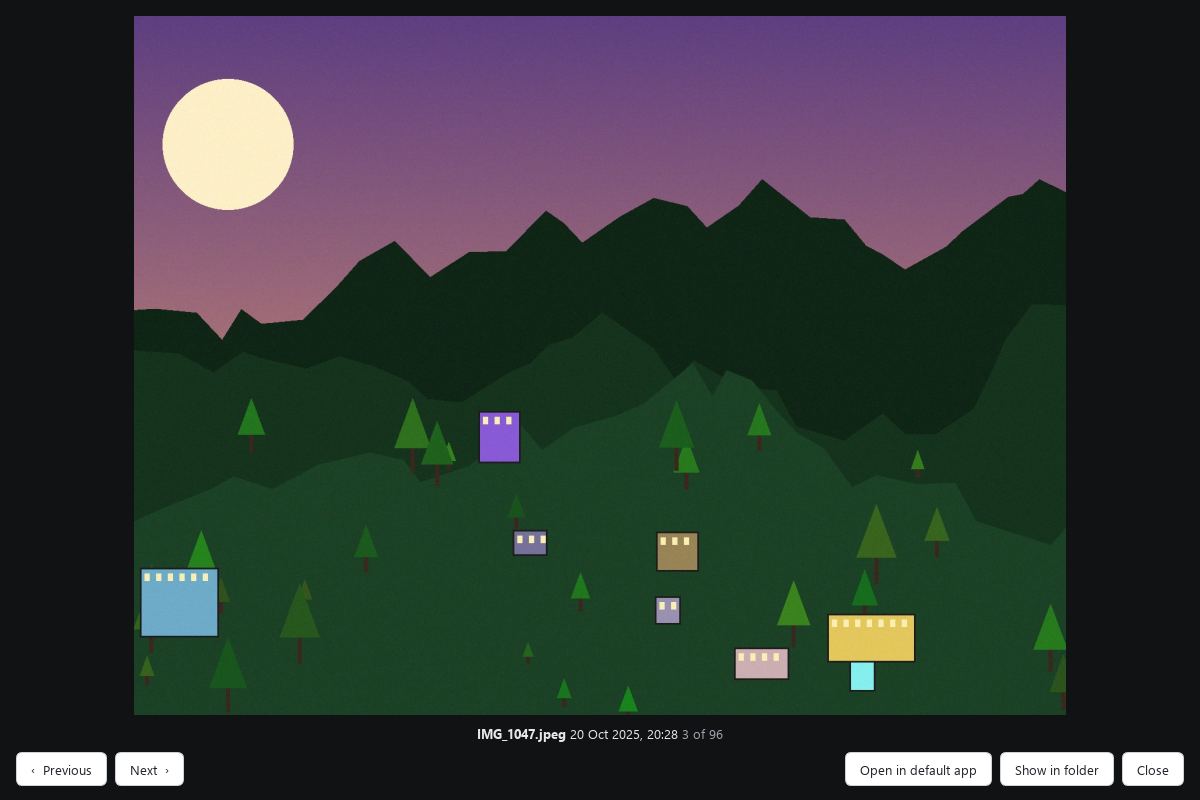 IMG_1047.jpeg 20 Oct 2025, 20:28 3 of 96
‹ Previous
Next ›
Open in default app
Show in folder
Close